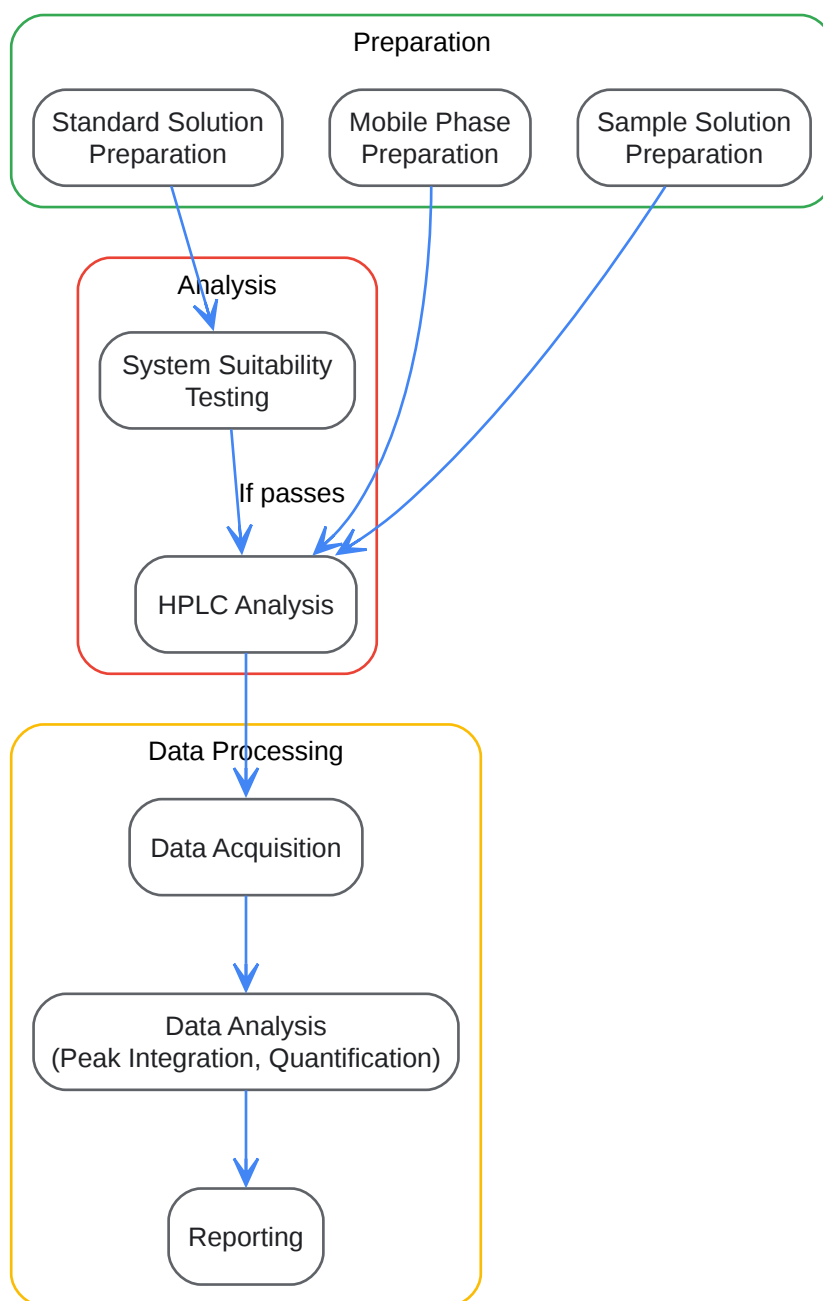 Preparation
Standard Solution
Preparation
Mobile Phase
Preparation
Sample Solution
Preparation
Analysis
System Suitability
Testing
If passes
HPLC Analysis
Data Processing
Data Acquisition
Data Analysis
(Peak Integration, Quantification)
Reporting